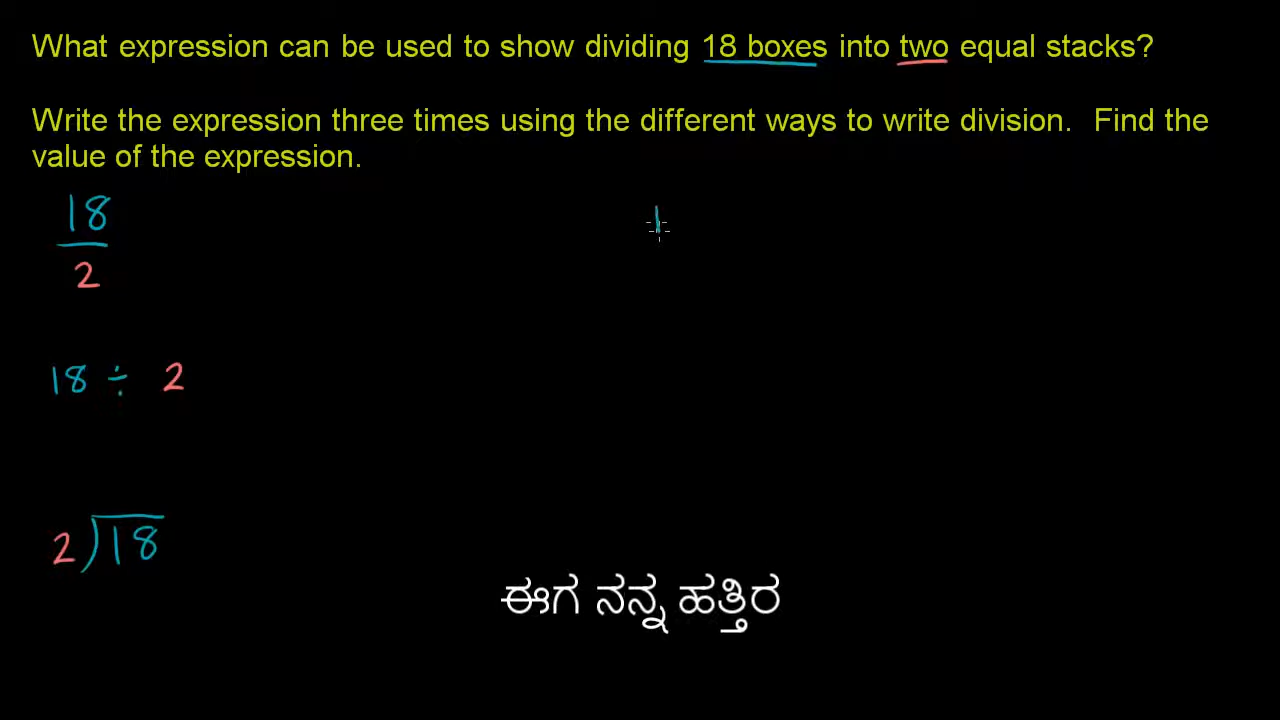 What expression can be used to show dividing 18 boxes into two equal stacks?
Write the expression three times using the different ways to write division. Find the
value of the expression.
18
2
18 ÷ 2
2)18
ಈಗ ನನ್ನ ಹತ್ತಿರ